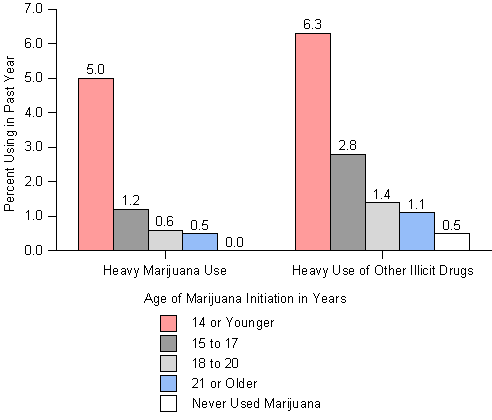 7.0
6.0
5.0
4.0
3.0
2.0
1.0
0.0
Percent Using in Past Year
5.0
1.2
0.6
0.5
0.0
6.3
2.8
1.4
1.1
0.5
Heavy Marijuana Use
Heavy Use of Other Illicit Drugs
Age of Marijuana Initiation in Years
14 or Younger
15 to 17
18 to 20
21 or Older
Never Used Marijuana